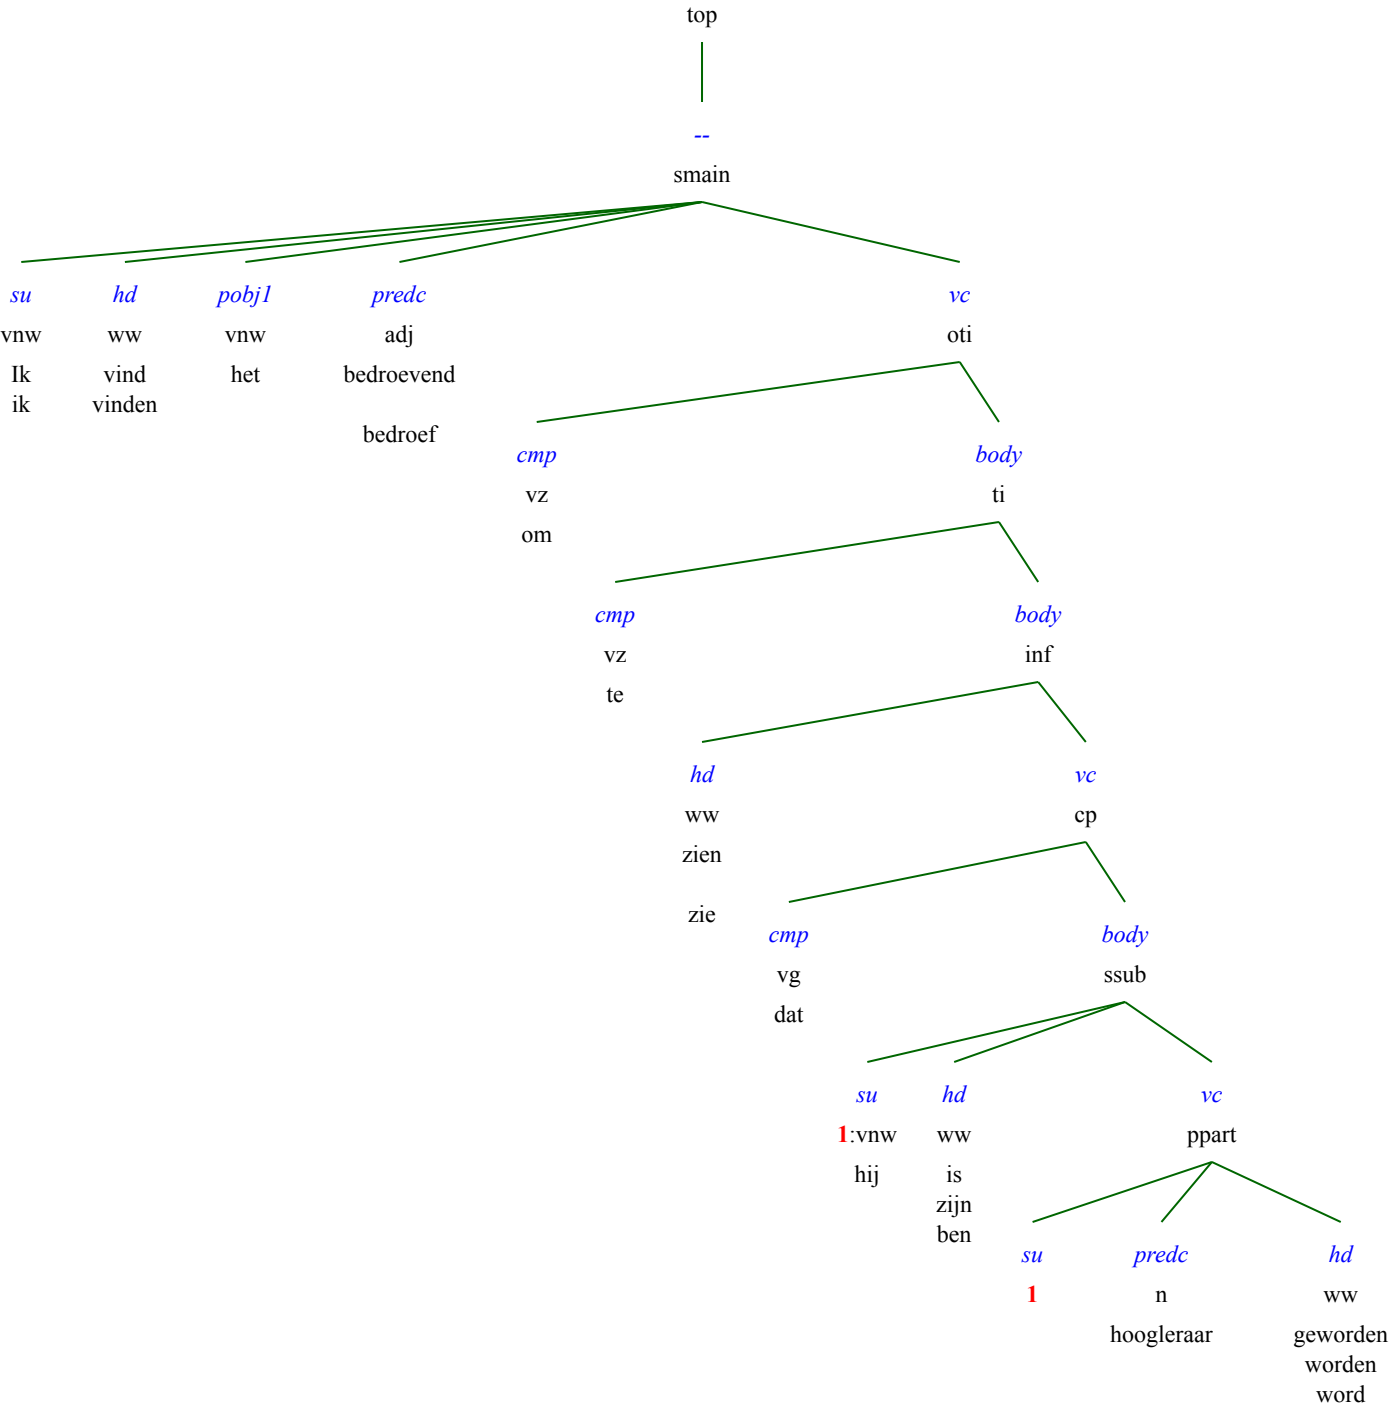 top
--
smain
su hd pobj1 predc vc
vnw ww vnw adj oti
Ik vind het bedroevend
ik vinden
bedroef
cmp body
vz ti
om
cmp body
vz inf
te
hd vc
ww cp
zien
zie
cmp body
vg ssub
dat
su hd vc
1:vnw ww ppart
hij is
zijn
ben
su predc hd
1 n ww
hoogleraar geworden
worden
word